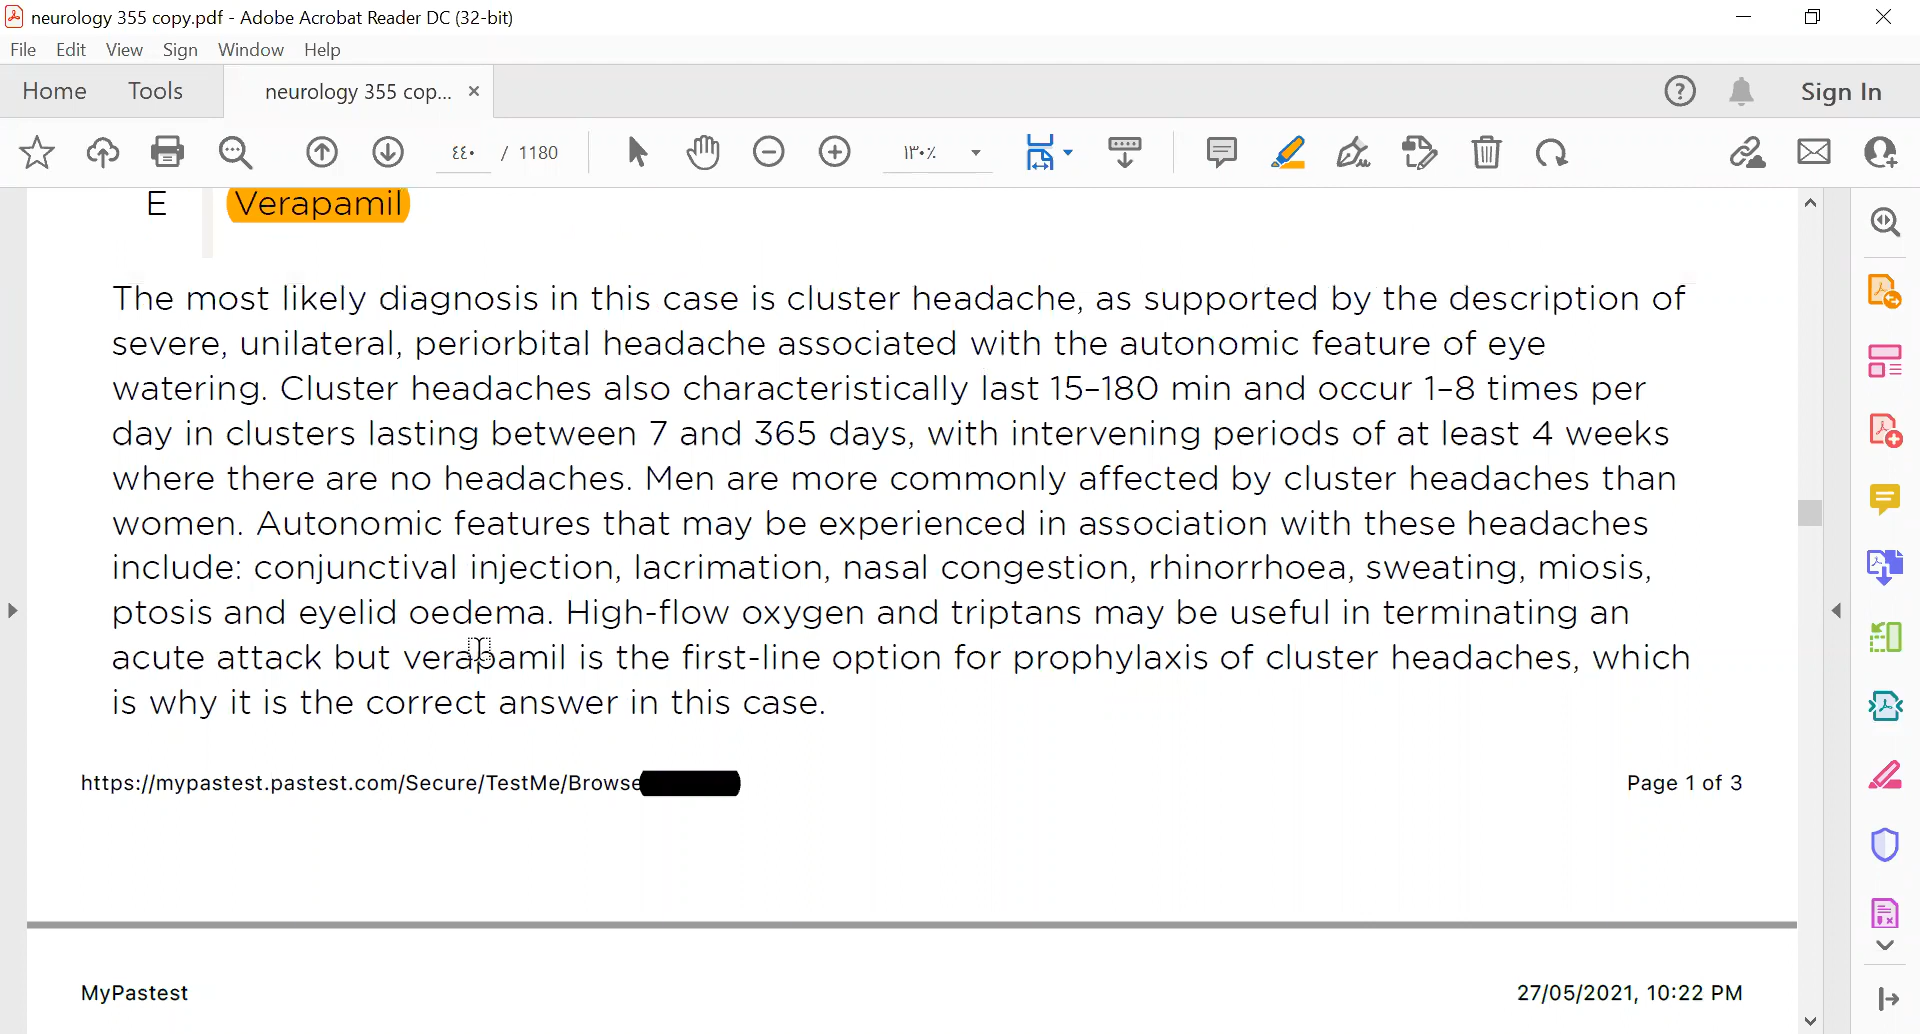 neurology 355 copy.pdf - Adobe Acrobat Reader DC (32-bit)
File Edit View Sign Window Help
Home Tools neurology 355 cop... × Sign In
٤٤٠ / 1180 ١٣٠٪
E Verapamil
The most likely diagnosis in this case is cluster headache, as supported by the description of
severe, unilateral, periorbital headache associated with the autonomic feature of eye
watering. Cluster headaches also characteristically last 15–180 min and occur 1–8 times per
day in clusters lasting between 7 and 365 days, with intervening periods of at least 4 weeks
where there are no headaches. Men are more commonly affected by cluster headaches than
women. Autonomic features that may be experienced in association with these headaches
include: conjunctival injection, lacrimation, nasal congestion, rhinorrhoea, sweating, miosis,
ptosis and eyelid oedema. High-flow oxygen and triptans may be useful in terminating an
acute attack but verapamil is the first-line option for prophylaxis of cluster headaches, which
is why it is the correct answer in this case.
https://mypastest.pastest.com/Secure/TestMe/Browse Page 1 of 3
MyPastest 27/05/2021, 10:22 PM